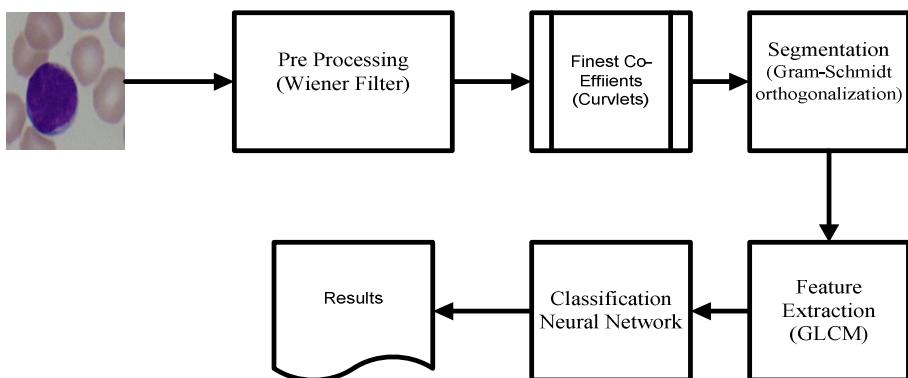 Pre Processing
(Wiener Filter)
Finest Co-
Effiients
(Curvlets)
Segmentation
(Gram-Schmidt
orthogonalization)
Feature
Extraction
(GLCM)
Classification
Neural Network
Results